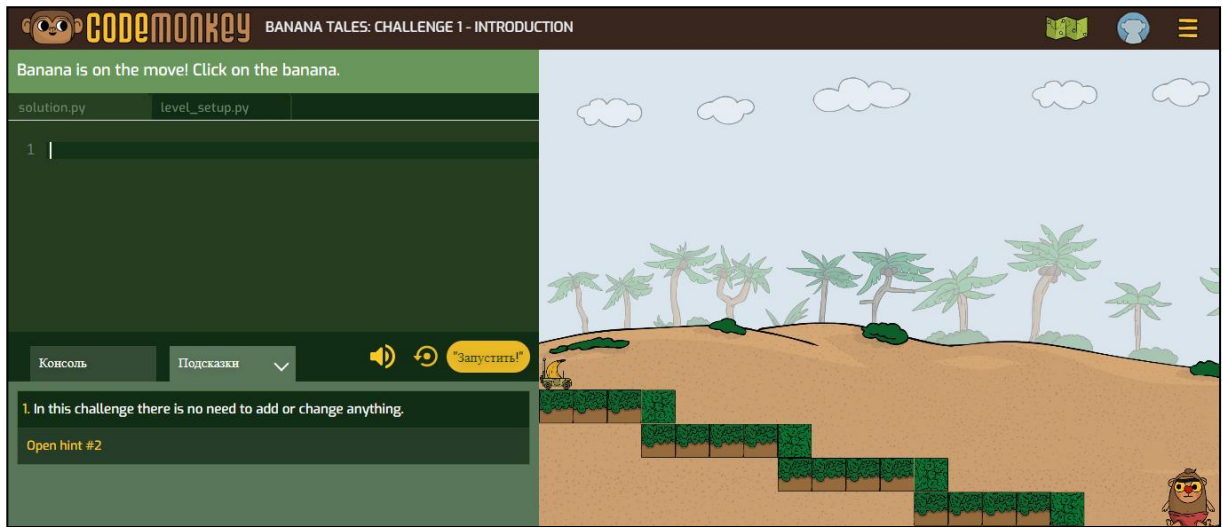 CODEMONKEY BANANA TALES: CHALLENGE 1 - INTRODUCTION
Banana is on the move! Click on the banana.
solution.py level_setup.py
1
Консоль Подсказки "Запустить!"
1. In this challenge there is no need to add or change anything.
Open hint #2